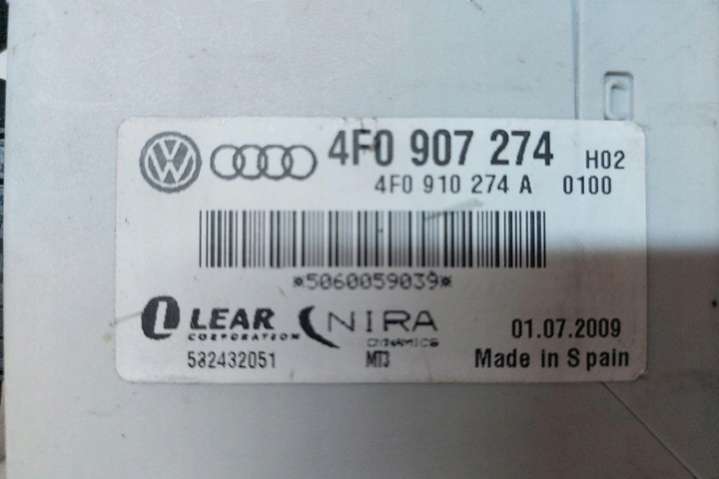 4F0 907 274 H02
4F0 910 274 A 0100
*5060059039*
LEAR NIRA 01.07.2009
CORPORATION DYNAMICS
532432051 MT3 Made in Spain